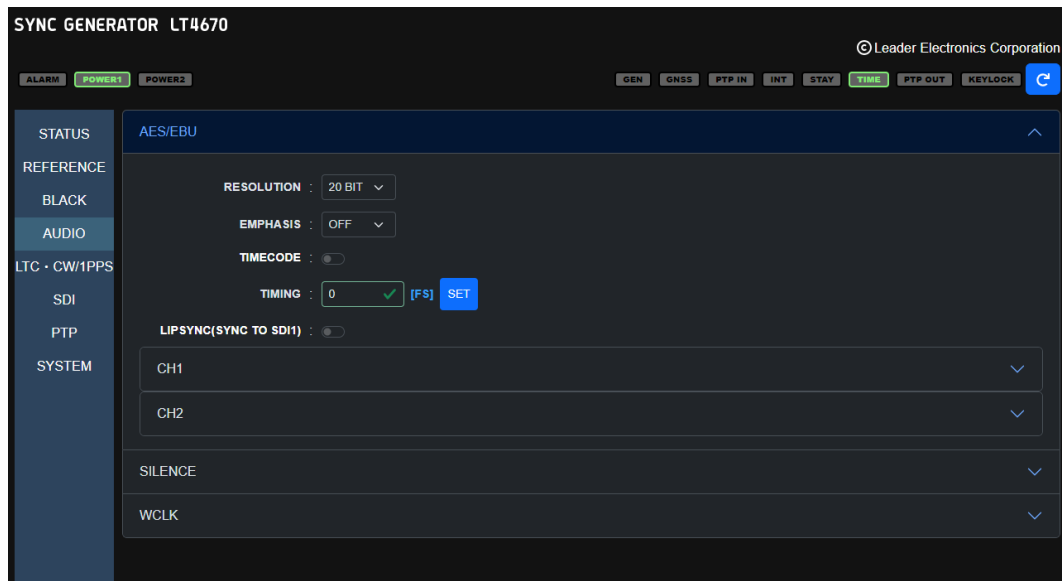 SYNC GENERATOR LT4670
©Leader Electronics Corporation
ALARM POWER1 POWER2 GEN GNSS PTP IN INT STAY TIME PTP OUT KEYLOCK
STATUS
REFERENCE
BLACK
AUDIO
LTC・CW/1PPS
SDI
PTP
SYSTEM
AES/EBU
RESOLUTION : 20 BIT
EMPHASIS : OFF
TIMECODE :
TIMING : 0 [FS] SET
LIPSYNC(SYNC TO SDI1) :
CH1
CH2
SILENCE
WCLK